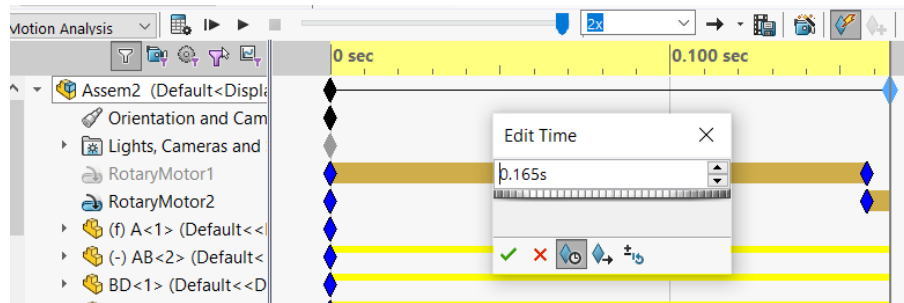 Motion Analysis 2x
0 sec 0.100 sec
Assem2 (Default<Displa
Orientation and Cam
Edit Time
Lights, Cameras and
RotaryMotor1
0.165s
RotaryMotor2
(f) A<1> (Default<<
(-) AB<2> (Default<
BD<1> (Default<<D